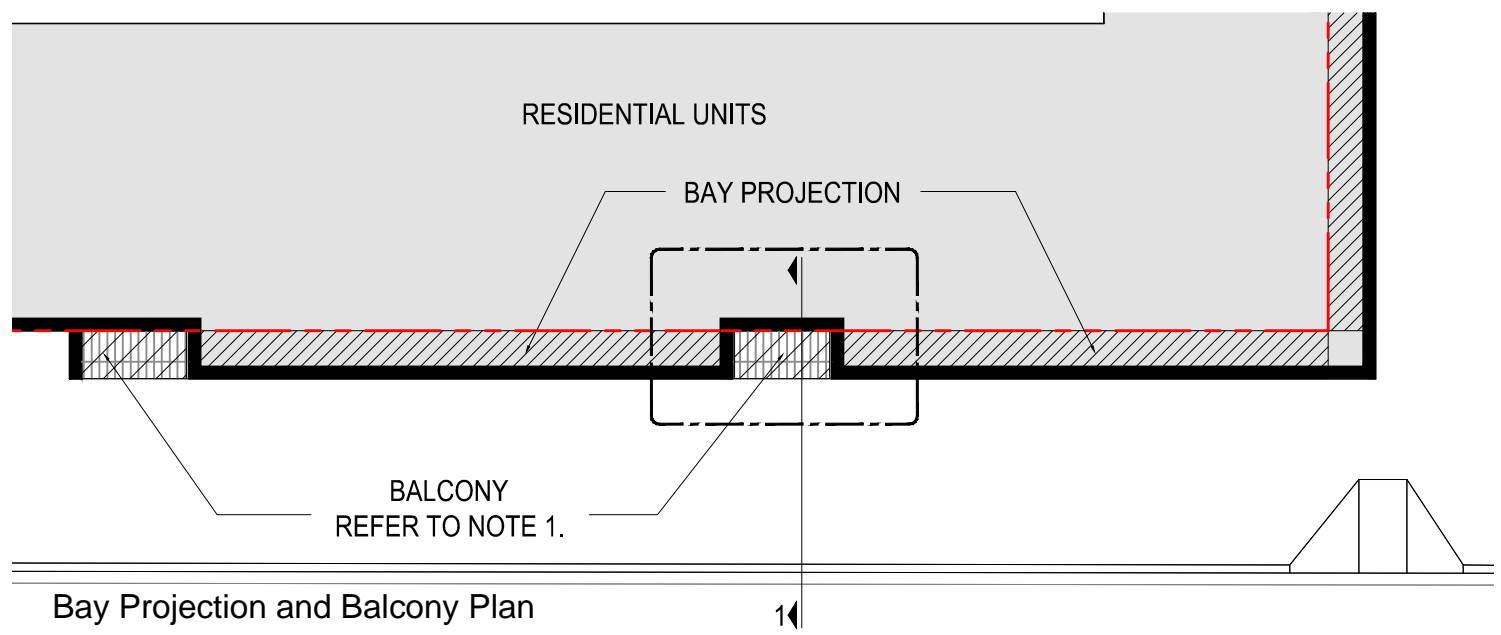 RESIDENTIAL UNITS
BAY PROJECTION
BALCONY
REFER TO NOTE 1.
Bay Projection and Balcony Plan
1